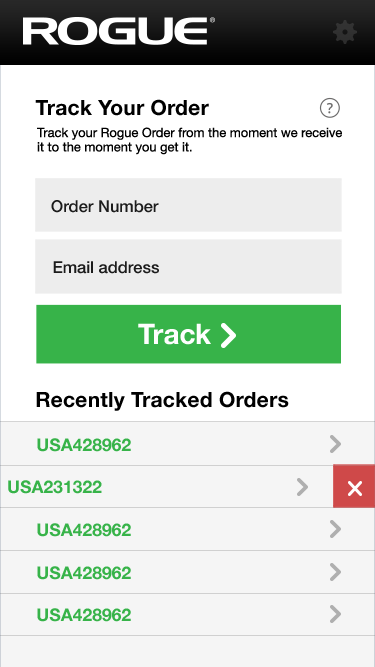 ROGUE®
Track Your Order
?
Track your Rogue Order from the moment we receive
it to the moment you get it.
Order Number
Email address
Track
Recently Tracked Orders
USA428962
USA231322
USA428962
USA428962
USA428962